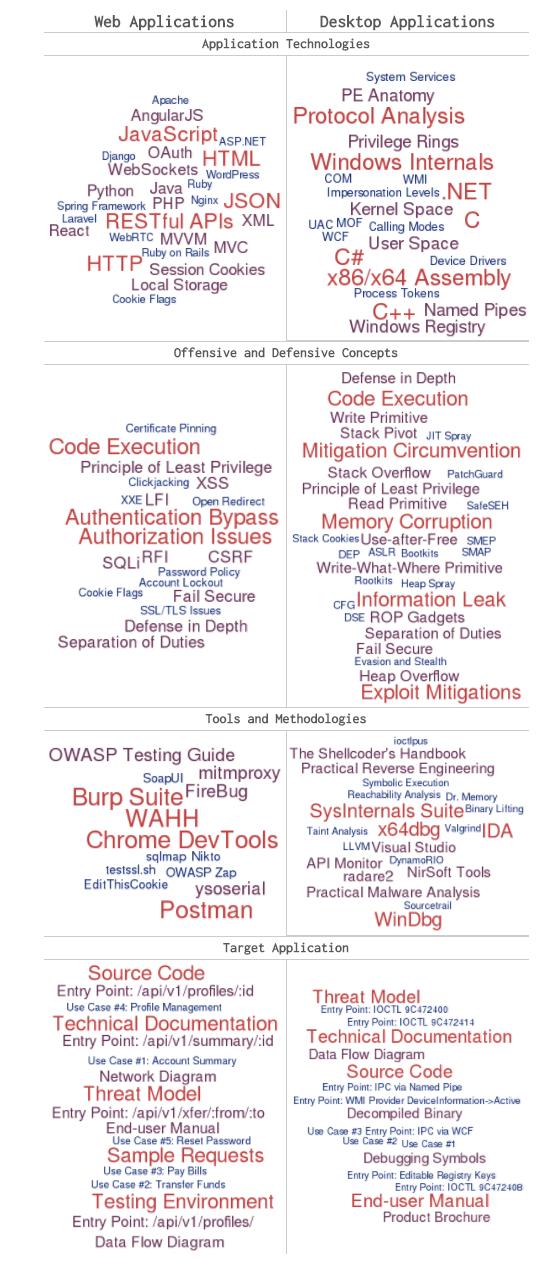 Web Applications
Desktop Applications
Application Technologies
Apache
AngularJS
JavaScript ASP.NET
Django OAuth HTML
WebSockets WordPress
Python Java Ruby
Spring Framework PHP Nginx JSON
Laravel RESTful APIs XML
React
WebRTC MVVM MVC
Ruby on Rails
HTTP Session Cookies
Local Storage
Cookie Flags
System Services
PE Anatomy
Protocol Analysis
Privilege Rings
Windows Internals
COM WMI
Impersonation Levels .NET
Kernel Space C
UAC MOF Calling Modes
WCF User Space
C# Device Drivers
x86/x64 Assembly
Process Tokens
C++ Named Pipes
Windows Registry
Offensive and Defensive Concepts
Certificate Pinning
Code Execution
Principle of Least Privilege
Clickjacking XSS
XXE LFI Open Redirect
Authentication Bypass
Authorization Issues
SQLi RFI CSRF
Password Policy
Account Lockout
Cookie Flags Fail Secure
SSL/TLS Issues
Defense in Depth
Separation of Duties
Defense in Depth
Code Execution
Write Primitive
Stack Pivot JIT Spray
Mitigation Circumvention
Stack Overflow PatchGuard
Principle of Least Privilege
Read Primitive SafeSEH
Memory Corruption
Stack Cookies Use-after-Free SMEP
DEP ASLR Bootkits SMAP
Write-What-Where Primitive
Rootkits Heap Spray
CFG Information Leak
DSE ROP Gadgets
Separation of Duties
Fail Secure
Evasion and Stealth
Heap Overflow
Exploit Mitigations
Tools and Methodologies
OWASP Testing Guide
SoapUI mitmproxy
Burp Suite FireBug
WAHH
Chrome DevTools
sqlmap Nikto
testssl.sh OWASP Zap
EditThisCookie ysoserial
Postman
ioctlpus
The Shellcoder's Handbook
Practical Reverse Engineering
Symbolic Execution
Reachability Analysis Dr. Memory
SysInternals Suite Binary Lifting
Taint Analysis x64dbg Valgrind IDA
LLVM Visual Studio
API Monitor DynamoRIO
radare2 NirSoft Tools
Practical Malware Analysis
Sourcetrail
WinDbg
Target Application
Source Code
Entry Point: /api/v1/profiles/:id
Use Case #4: Profile Management
Technical Documentation
Entry Point: /api/v1/summary/:id
Use Case #1: Account Summary
Network Diagram
Threat Model
Entry Point: /api/v1/xfer/:from/:to
End-user Manual
Use Case #5: Reset Password
Sample Requests
Use Case #3: Pay Bills
Use Case #2: Transfer Funds
Testing Environment
Entry Point: /api/v1/profiles/
Data Flow Diagram
Threat Model
Entry Point: IOCTL 9C472400
Entry Point: IOCTL 9C472414
Technical Documentation
Data Flow Diagram
Source Code
Entry Point: IPC via Named Pipe
Entry Point: WMI Provider DeviceInformation->Active
Decompiled Binary
Use Case #3 Entry Point: IPC via WCF
Use Case #2 Use Case #1
Debugging Symbols
Entry Point: Editable Registry Keys
Entry Point: IOCTL 9C47240B
End-user Manual
Product Brochure